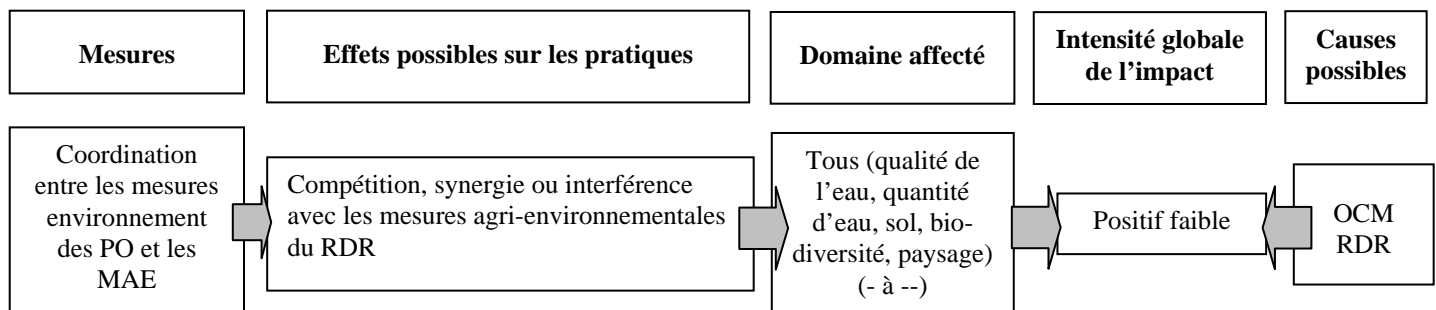 Mesures
Effets possibles sur les pratiques
Domaine affecté
Intensité globale
de l'impact
Causes
possibles
Coordination
entre les mesures
environnement
des PO et les
MAE
Compétition, synergie ou interférence
avec les mesures agri-environnementales
du RDR
Tous (qualité de
l'eau, quantité
d'eau, sol, bio-
diversité, paysage)
(- à --)
Positif faible
OCM
RDR